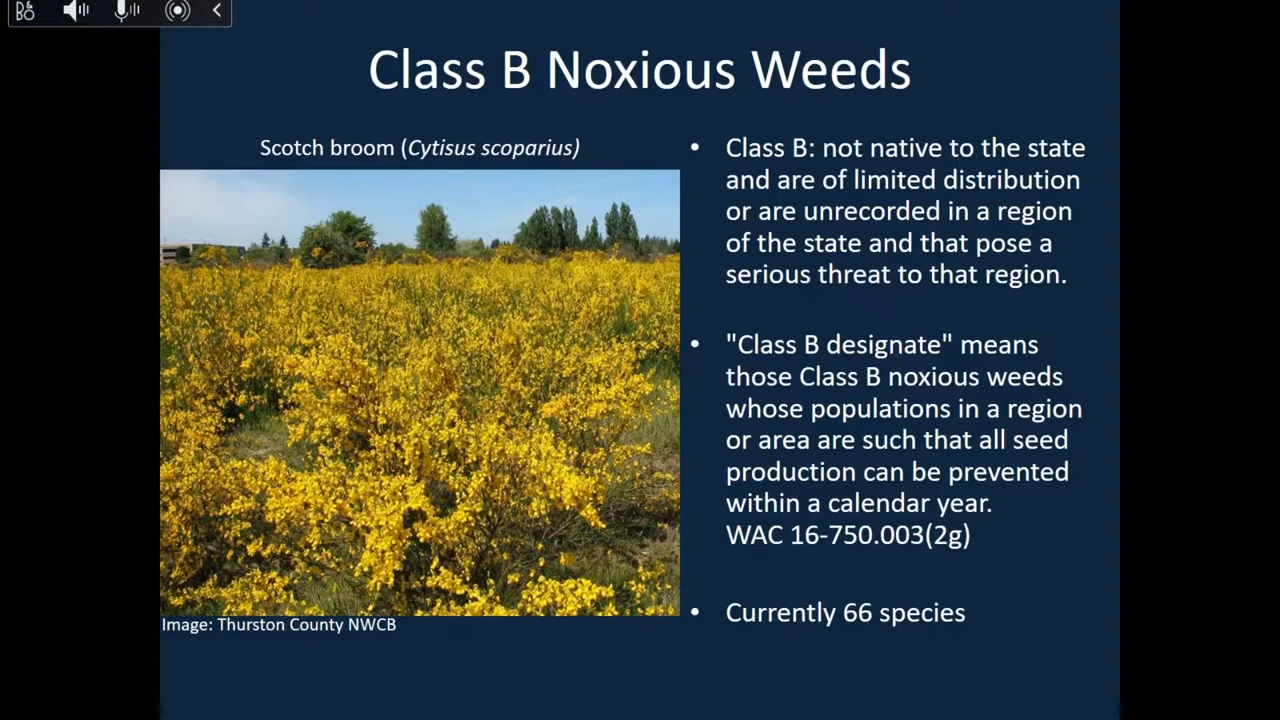 B&O
Class B Noxious Weeds
Scotch broom (Cytisus scoparius)
• Class B: not native to the state
and are of limited distribution
or are unrecorded in a region
of the state and that pose a
serious threat to that region.
• "Class B designate" means
those Class B noxious weeds
whose populations in a region
or area are such that all seed
production can be prevented
within a calendar year.
WAC 16-750.003(2g)
• Currently 66 species
Image: Thurston County NWCB